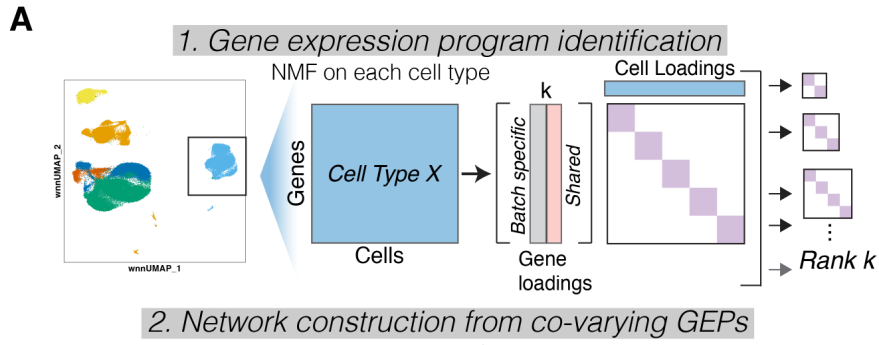 A
1. Gene expression program identification
NMF on each cell type
k
Cell Loadings
wnnUMAP_2
wnnUMAP_1
Genes
Cell Type X
Cells
Batch specific
Shared
Gene
loadings
⋮
Rank k
2. Network construction from co-varying GEPs